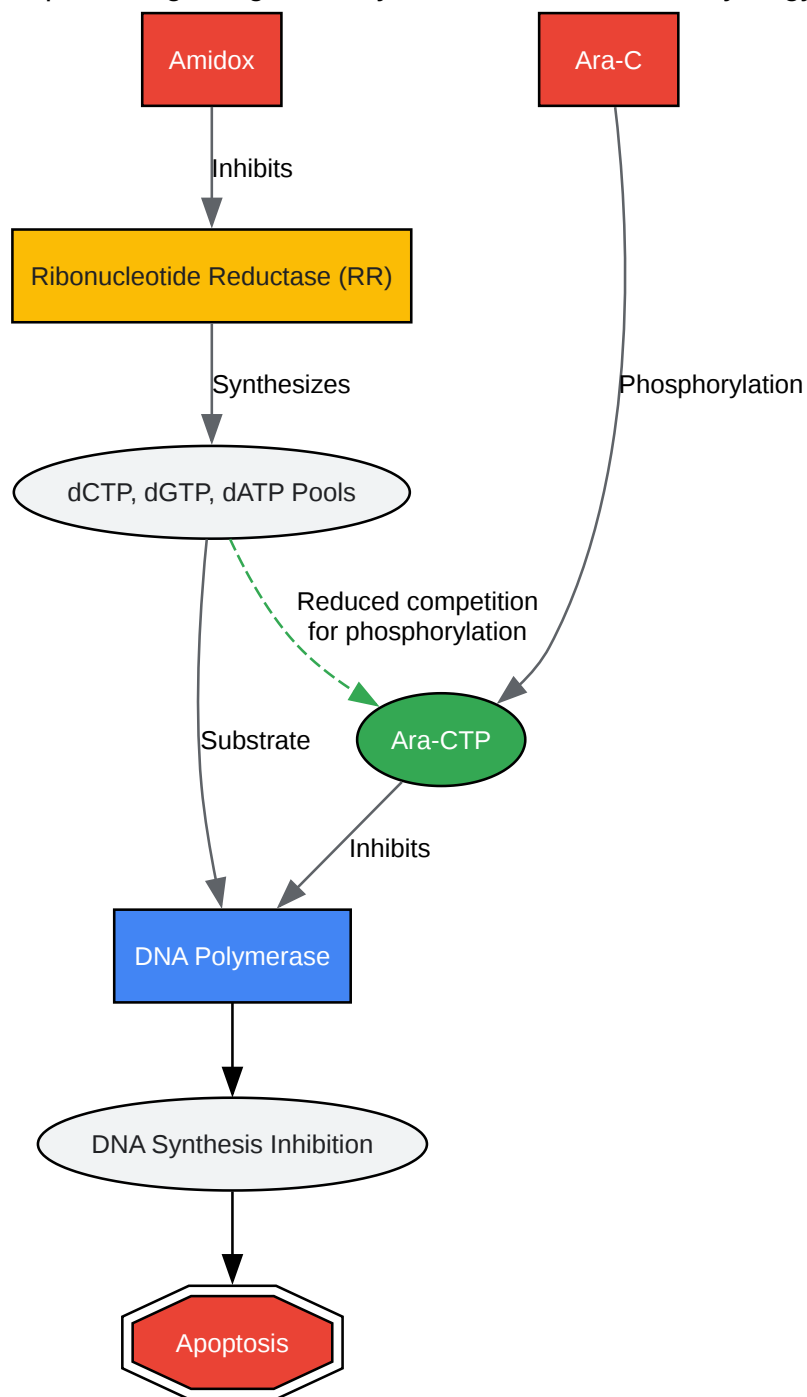 Amidox
Ara-C
Inhibits
Ribonucleotide Reductase (RR)
Synthesizes
Phosphorylation
dCTP, dGTP, dATP Pools
Reduced competition
for phosphorylation
Substrate
Ara-CTP
Inhibits
DNA Polymerase
DNA Synthesis Inhibition
Apoptosis